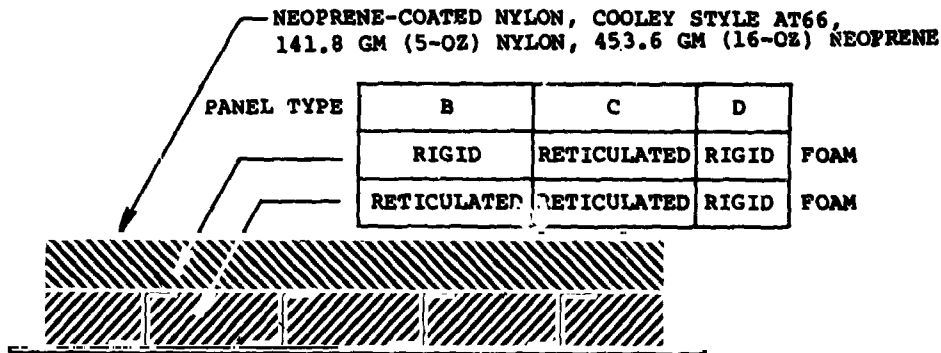 NEOPRENE-COATED NYLON, COOLEY STYLE AT66,
141.8 GM (5-OZ) NYLON, 453.6 GM (16-OZ) NEOPRENE
PANEL TYPE B C D
RIGID RETICULATED RIGID FOAM
RETICULATED RETICULATED RIGID FOAM